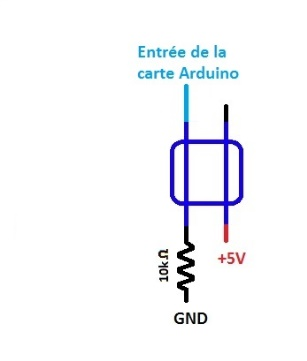 Entrée de la
carte Arduino
10kΩ
+5V
GND